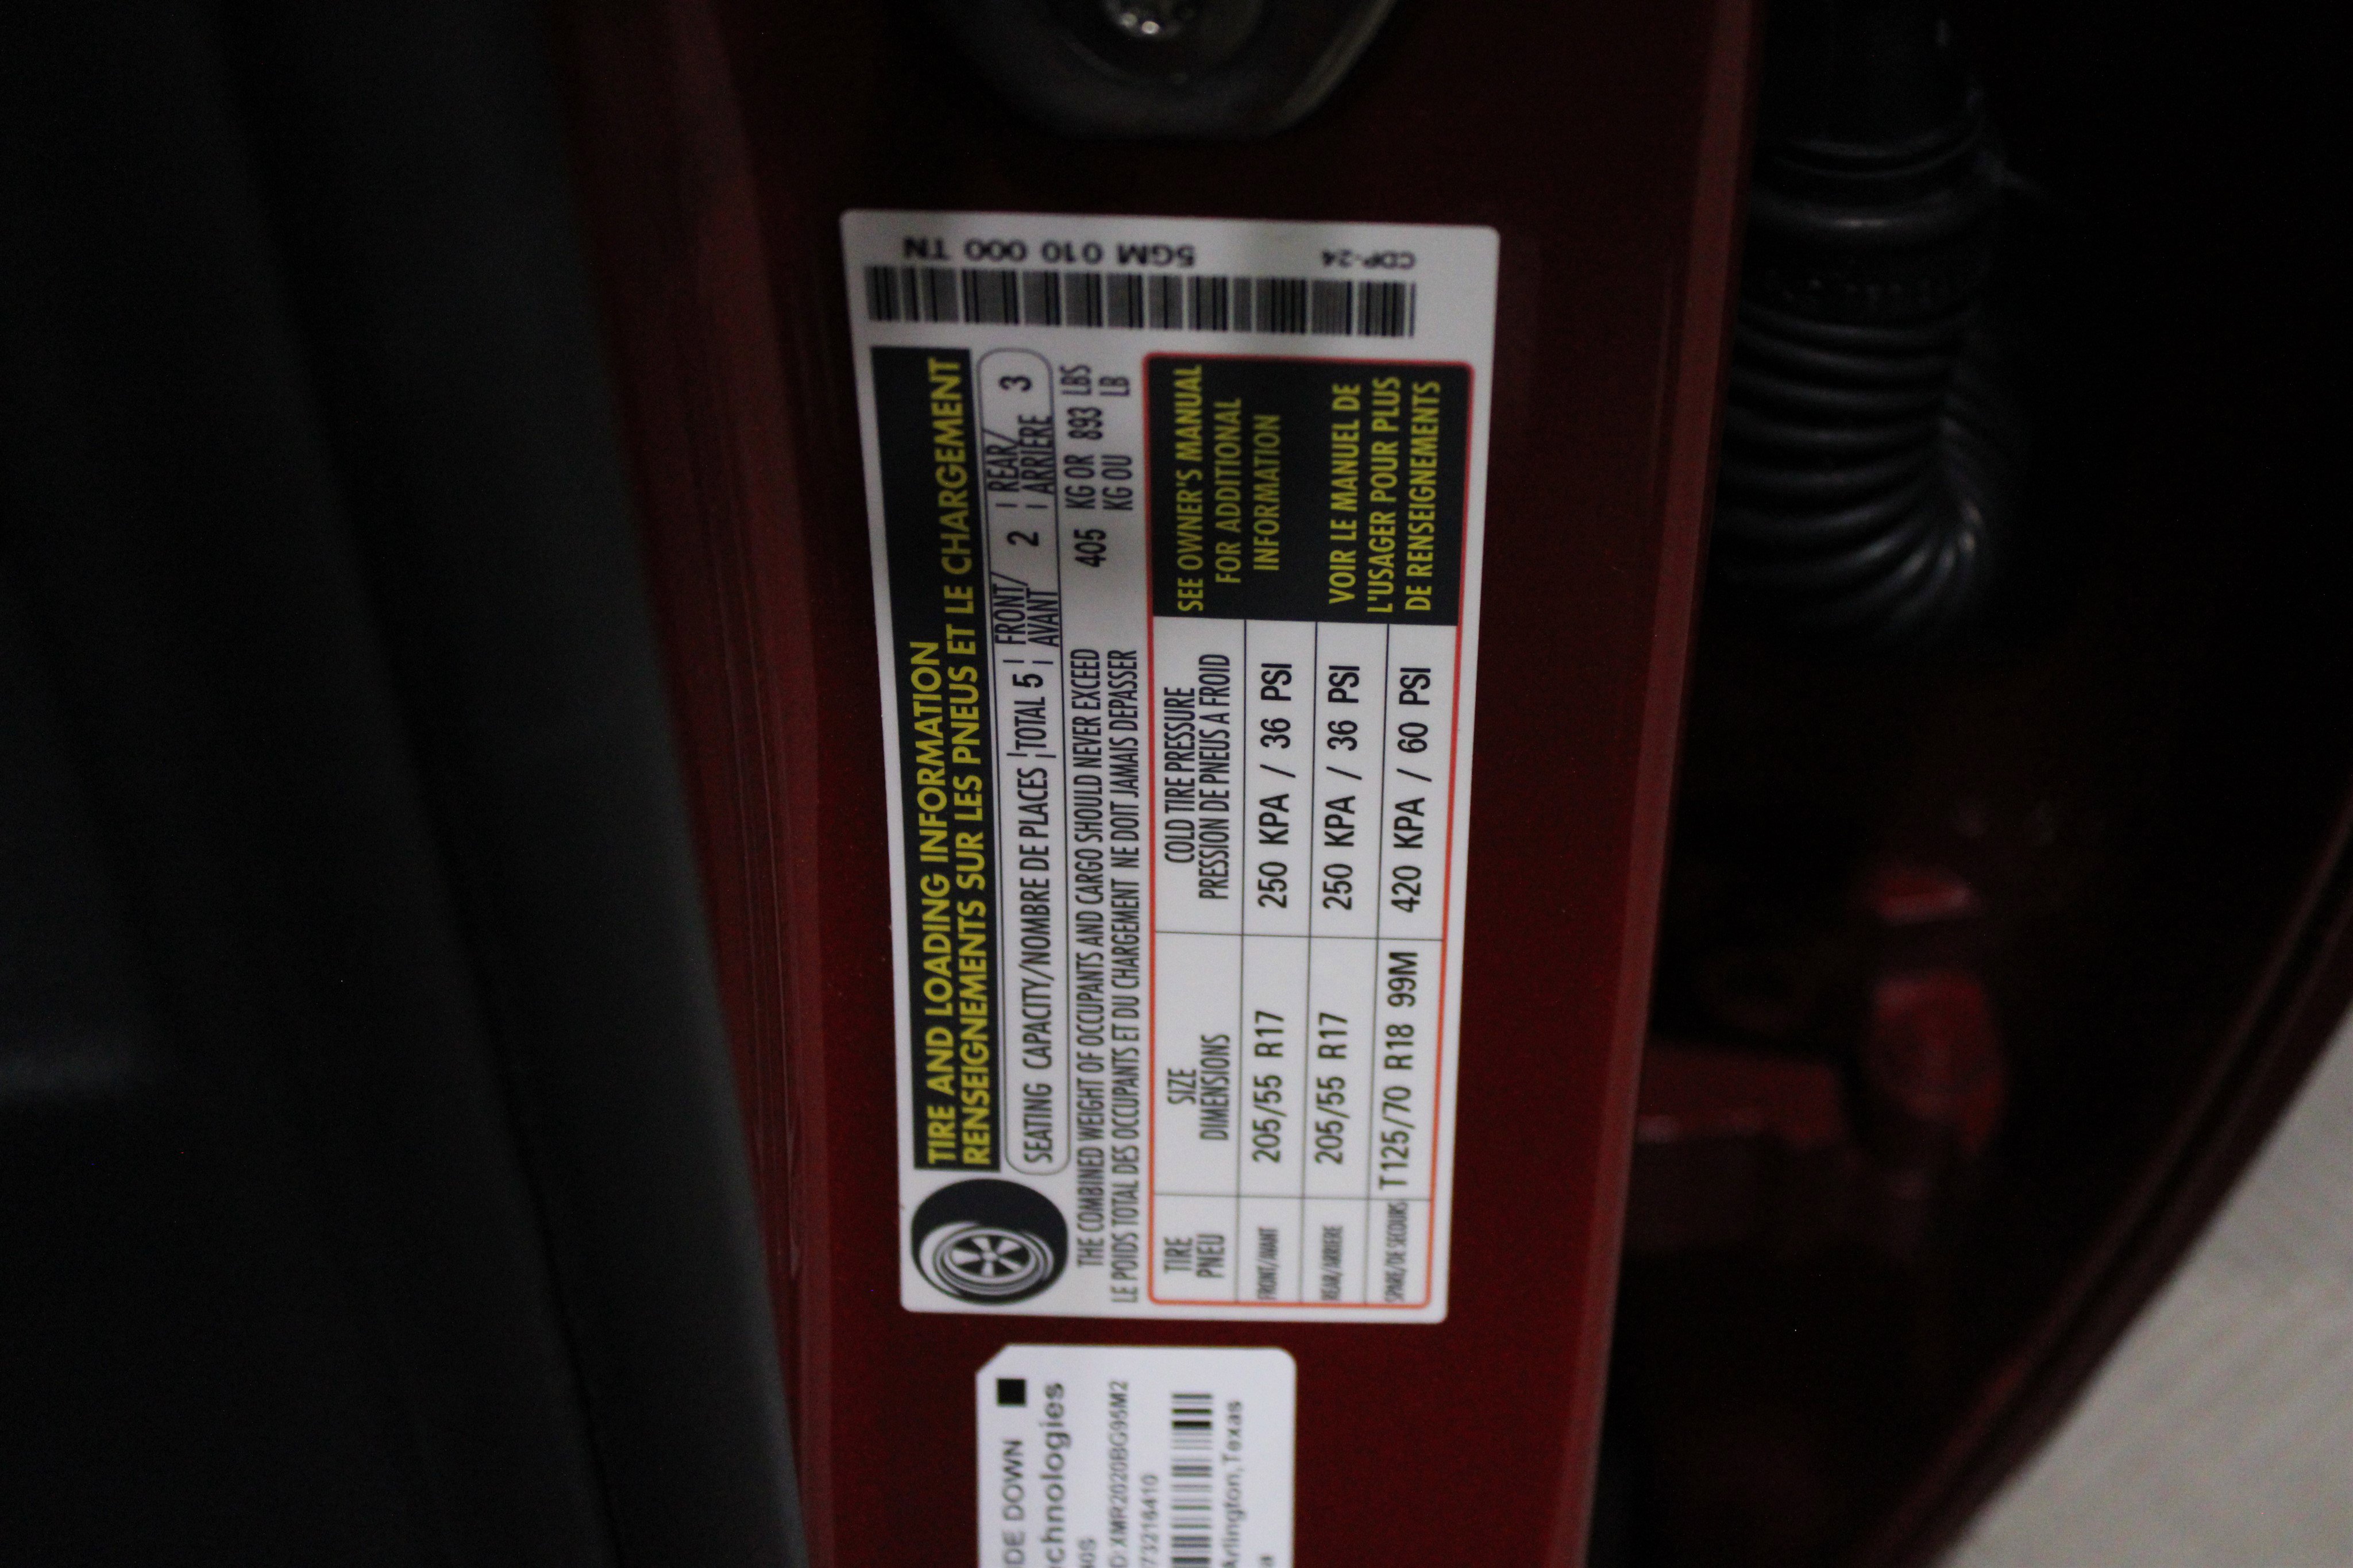 5GM 010 000 TN
CDP-24
TIRE AND LOADING INFORMATION
RENSEIGNEMENTS SUR LES PNEUS ET LE CHARGEMENT
SEATING CAPACITY/NOMBRE DE PLACES | TOTAL 5 | FRONT/ AVANT 2 | REAR/ ARRIERE 3
THE COMBINED WEIGHT OF OCCUPANTS AND CARGO SHOULD NEVER EXCEED 405 KG OR 893 LBS
LE POIDS TOTAL DES OCCUPANTS ET DU CHARGEMENT NE DOIT JAMAIS DEPASSER KG OU LB
TIRE
PNEU
SIZE
DIMENSIONS
COLD TIRE PRESSURE
PRESSION DE PNEUS A FROID
FRONT/AVANT 205/55 R17 250 KPA / 36 PSI
REAR/ARRIERE 205/55 R17 250 KPA / 36 PSI
SPARE/DE SECOURS T125/70 R18 99M 420 KPA / 60 PSI
SEE OWNER'S MANUAL
FOR ADDITIONAL
INFORMATION
VOIR LE MANUEL DE
L'USAGER POUR PLUS
DE RENSEIGNEMENTS
DE DOWN
chnologies
D XMR2020BG95M2
73216410
Arlington, Texas